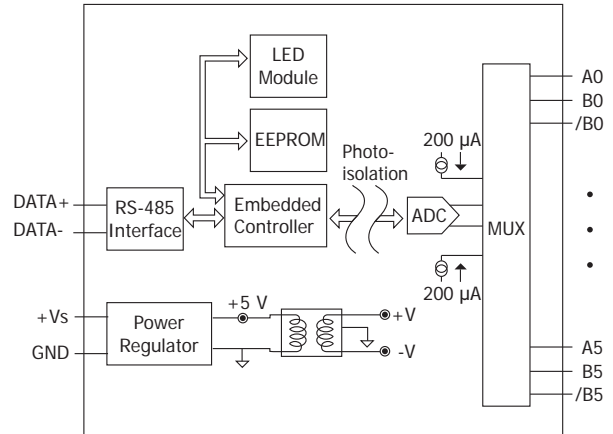 LED
Module
EEPROM
Photo-
isolation
200 µA
DATA+
DATA-
RS-485
Interface
Embedded
Controller
ADC
MUX
200 µA
A0
B0
/B0
+Vs
GND
Power
Regulator
+5 V
+V
-V
A5
B5
/B5